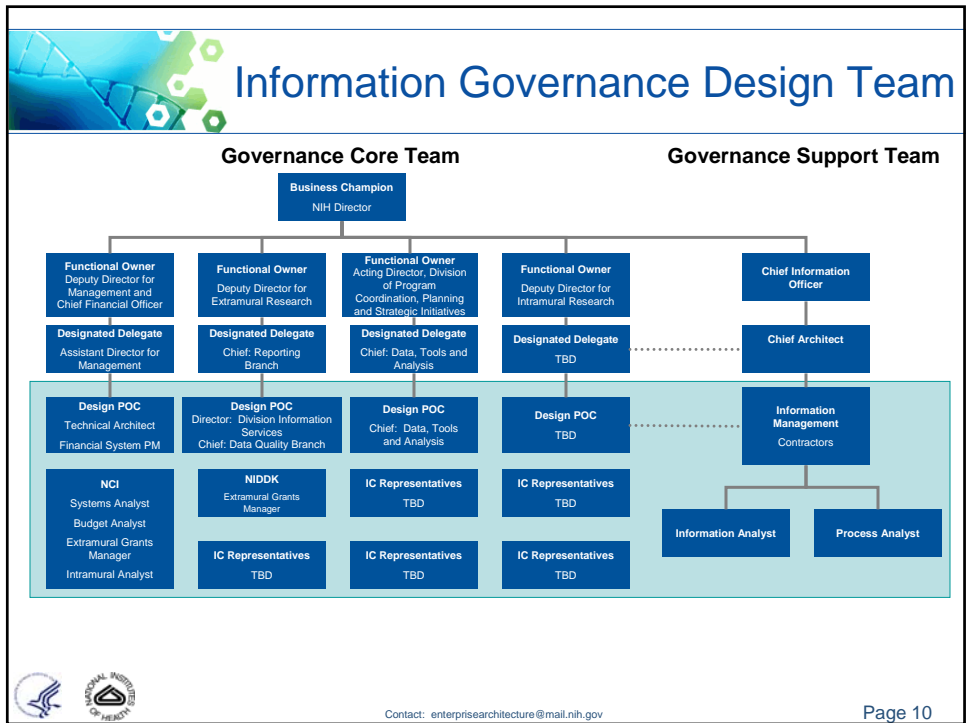 Information Governance Design Team
Governance Core Team
Governance Support Team
Business Champion
NIH Director
Functional Owner
Deputy Director for
Management and
Chief Financial Officer
Functional Owner
Deputy Director for
Extramural Research
Functional Owner
Acting Director, Division
of Program
Coordination, Planning
and Strategic Initiatives
Functional Owner
Deputy Director for
Intramural Research
Chief Information
Officer
Designated Delegate
Assistant Director for
Management
Designated Delegate
Chief: Reporting
Branch
Designated Delegate
Chief: Data, Tools and
Analysis
Designated Delegate
TBD
Chief Architect
Design POC
Technical Architect
Financial System PM
Design POC
Director: Division Information
Services
Chief: Data Quality Branch
Design POC
Chief: Data, Tools
and Analysis
Design POC
TBD
Information
Management
Contractors
NCI
Systems Analyst
Budget Analyst
Extramural Grants
Manager
Intramural Analyst
NIDDK
Extramural Grants
Manager
IC Representatives
TBD
IC Representatives
TBD
Information Analyst
Process Analyst
IC Representatives
TBD
IC Representatives
TBD
IC Representatives
TBD
NATIONAL INSTITUTES
OF HEALTH
Contact: enterprisearchitecture@mail.nih.gov
Page 10